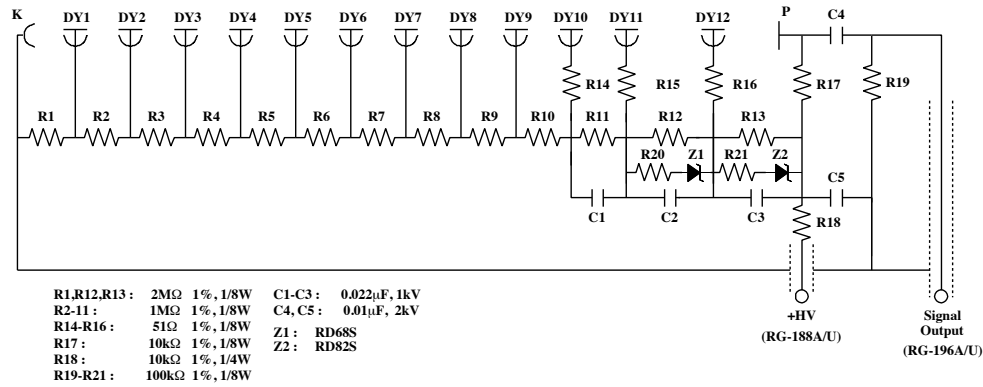 K DY1 DY2 DY3 DY4 DY5 DY6 DY7 DY8 DY9 DY10 DY11 DY12 P C4
R14 R15 R16 R17 R19
R1 R2 R3 R4 R5 R6 R7 R8 R9 R10 R11 R12 R13
R20 Z1 R21 Z2 C5
C1 C2 C3 R18
R1,R12,R13 : 2MΩ 1%, 1/8W C1-C3 : 0.022μF, 1kV
R2-11 : 1MΩ 1%, 1/8W C4, C5 : 0.01μF, 2kV
R14-R16 : 51Ω 1%, 1/8W Z1 : RD68S
R17 : 10kΩ 1%, 1/8W Z2 : RD82S
R18 : 10kΩ 1%, 1/4W
R19-R21 : 100kΩ 1%, 1/8W
+HV
(RG-188A/U)
Signal
Output
(RG-196A/U)